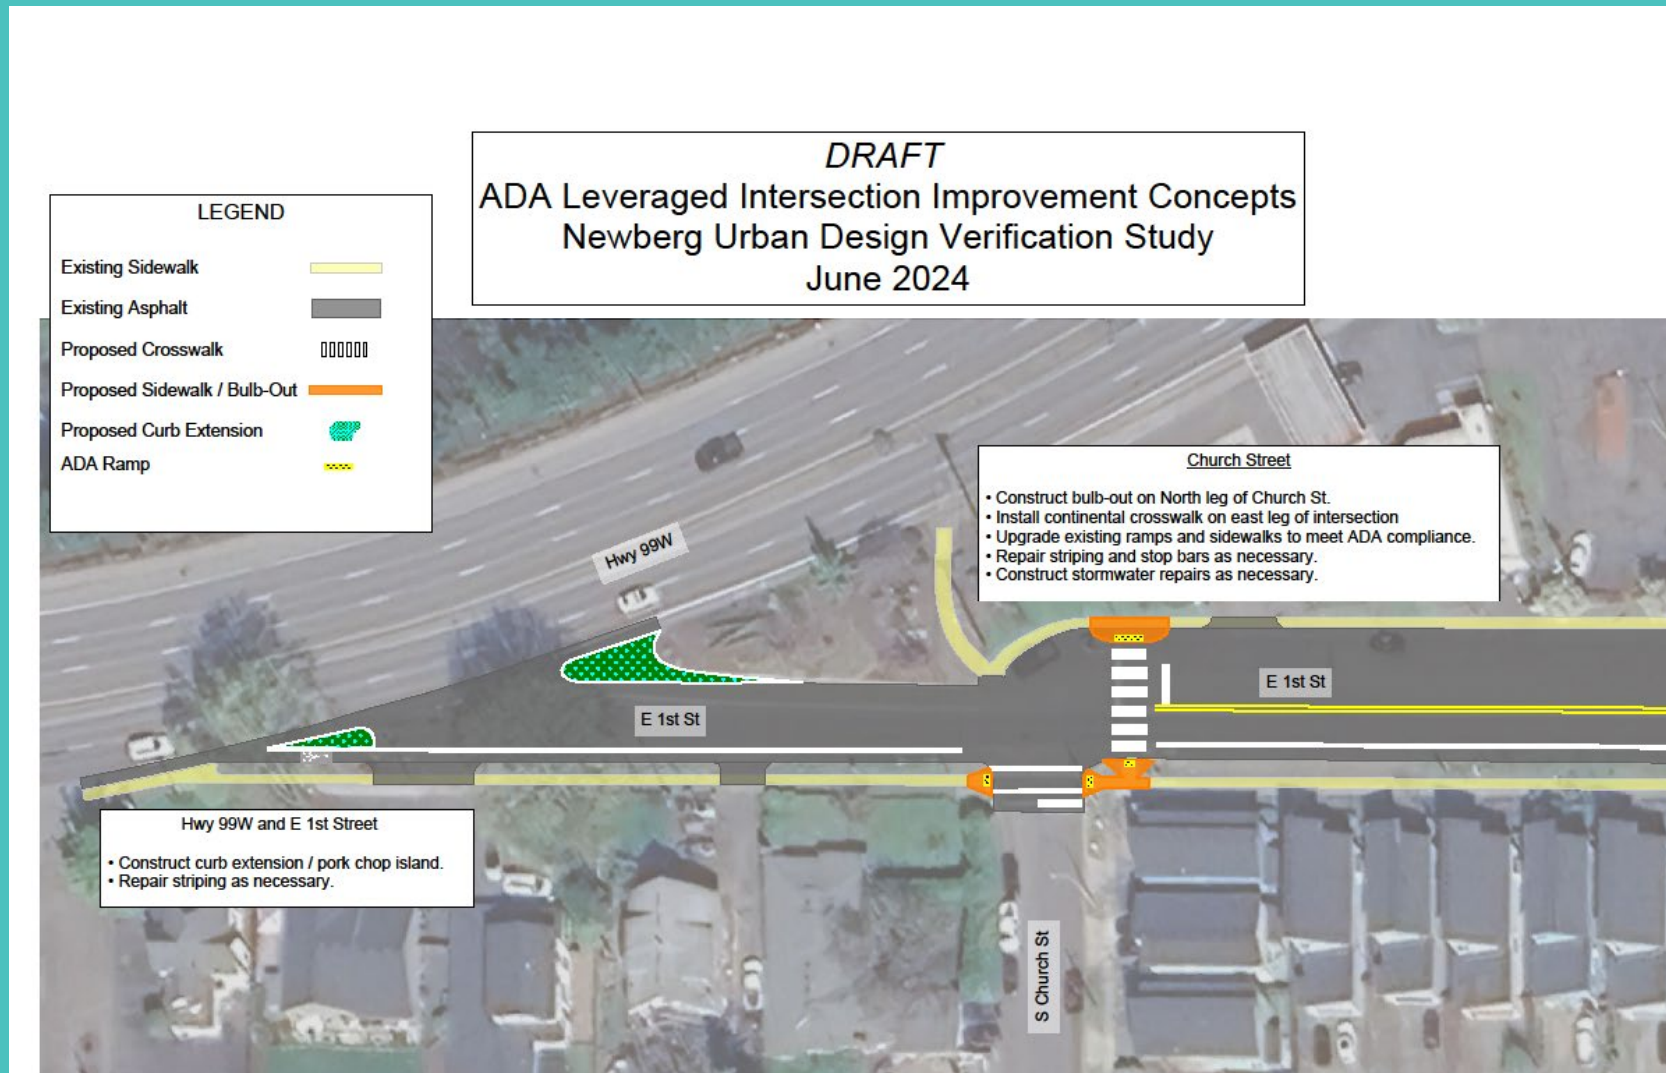 DRAFT
ADA Leveraged Intersection Improvement Concepts
Newberg Urban Design Verification Study
June 2024
LEGEND
Existing Sidewalk
Existing Asphalt
Proposed Crosswalk
Proposed Sidewalk / Bulb-Out
Proposed Curb Extension
ADA Ramp
Church Street
• Construct bulb-out on North leg of Church St.
• Install continental crosswalk on east leg of intersection
• Upgrade existing ramps and sidewalks to meet ADA compliance.
• Repair striping and stop bars as necessary.
• Construct stormwater repairs as necessary.
Hwy 99W
E 1st St
E 1st St
Hwy 99W and E 1st Street
• Construct curb extension / pork chop island.
• Repair striping as necessary.
S Church St